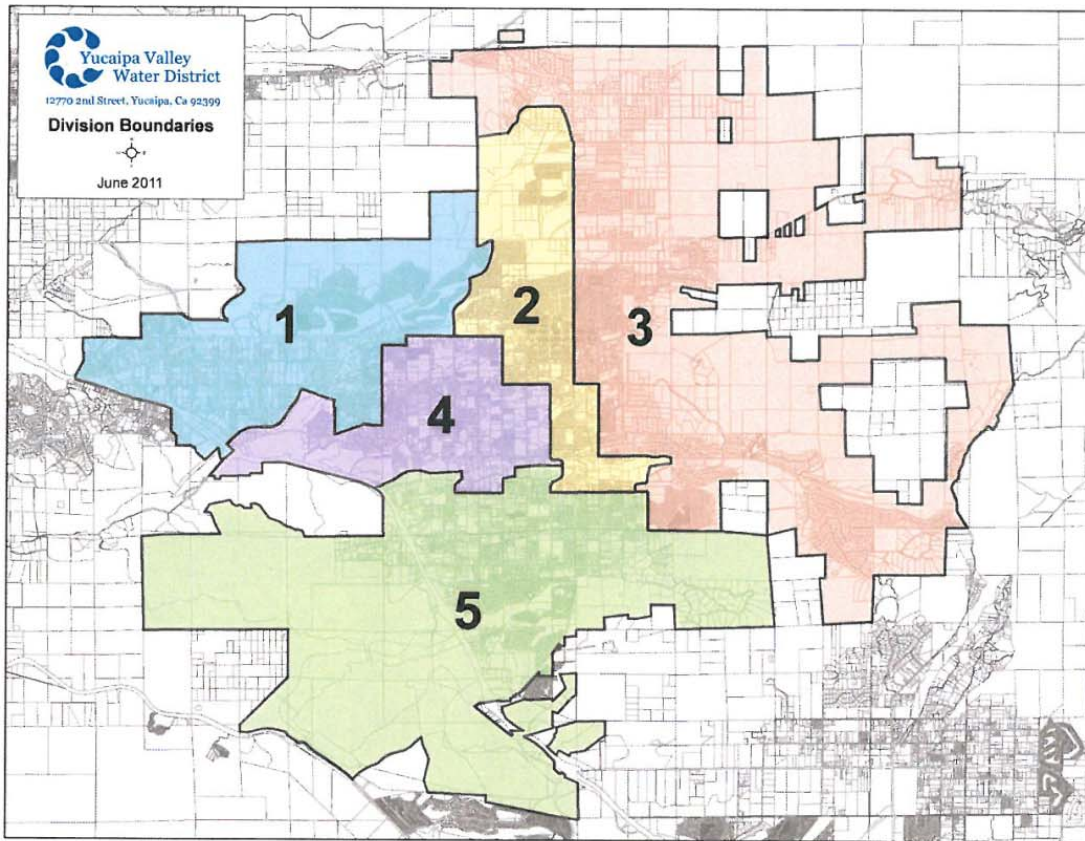 Yucaipa Valley
Water District
12770 2nd Street, Yucaipa, Ca 92399
Division Boundaries
June 2011
1
2
3
4
5